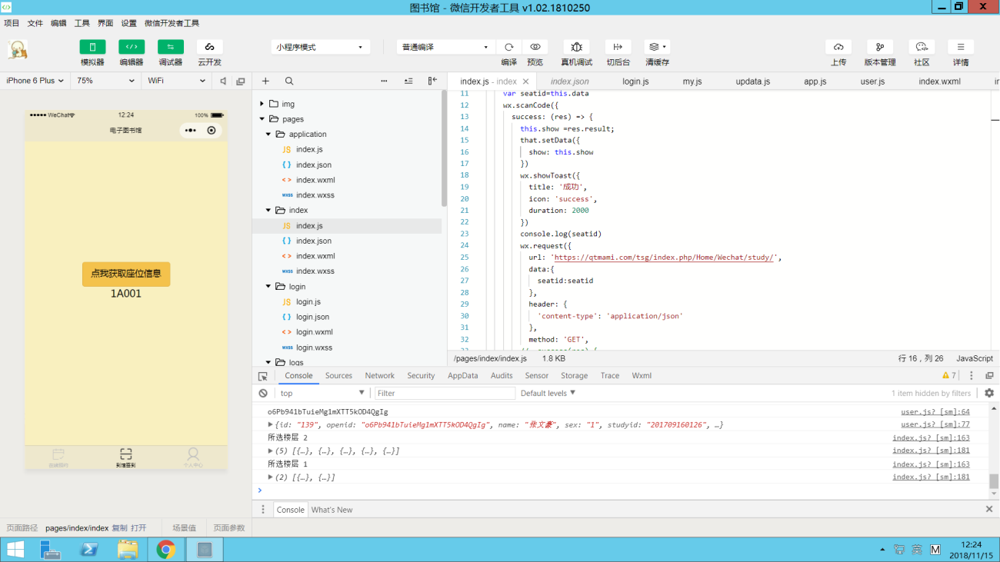 图书馆 - 微信开发者工具 v1.02.1810250
项目 文件 编辑 工具 界面 设置 微信开发者工具
模拟器 编辑器 调试器 云开发
小程序模式
普通编译
编译 预览 真机调试 切后台 清缓存
上传 版本管理 社区 详情
iPhone 6 Plus 75% WiFi
index.js - index index.json login.js my.js updata.js app.js user.js index.wxml
WeChat 12:24 100%
电子图书馆
点我获取座位信息
1A001
到馆签到
个人中心
img
pages
application
JS index.js
{ } index.json
< > index.wxml
wxss index.wxss
index
JS index.js
{ } index.json
< > index.wxml
wxss index.wxss
login
JS login.js
{ } login.json
< > login.wxml
wxss login.wxss
logs
11 var seatid=this.data
12 wx.scanCode({
13 success: (res) => {
14 this.show =res.result;
15 that.setData({
16 show: this.show
17 })
18 wx.showToast({
19 title: '成功',
20 icon: 'success',
21 duration: 2000
22 })
23 console.log(seatid)
24 wx.request({
25 url: 'https://qtmami.com/tsg/index.php/Home/Wechat/study/',
26 data:{
27 seatid:seatid
28 },
29 header: {
30 'content-type': 'application/json'
31 },
32 method: 'GET',
/pages/index/index.js 1.8 KB 行 16，列 26 JavaScript
Console Sources Network Security AppData Audits Sensor Storage Trace Wxml 7
top Filter Default levels 1 item hidden by filters
o6Pb941bTuieMg1mXTT5kOD4QgIg user.js? [sm]:64
{id: "139", openid: "o6Pb941bTuieMg1mXTT5kOD4QgIg", name: "张文豪", sex: "1", studyid: "201709160126", …} user.js? [sm]:77
所选楼层 2 index.js? [sm]:163
(5) [{…}, {…}, {…}, {…}, {…}] index.js? [sm]:181
所选楼层 1 index.js? [sm]:163
(2) [{…}, {…}] index.js? [sm]:181
Console What's New
页面路径 pages/index/index 复制 打开 场景值 页面参数
英 M
12:24
2018/11/15